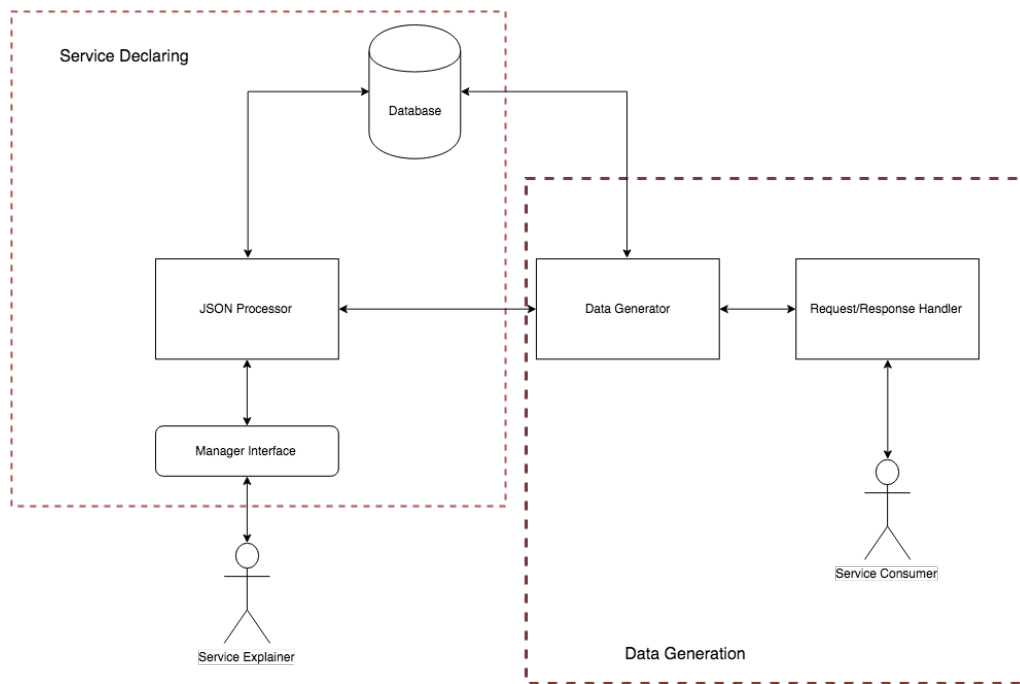 Service Declaring
Database
JSON Processor
Data Generator
Request/Response Handler
Manager Interface
Service Consumer
Service Explainer
Data Generation